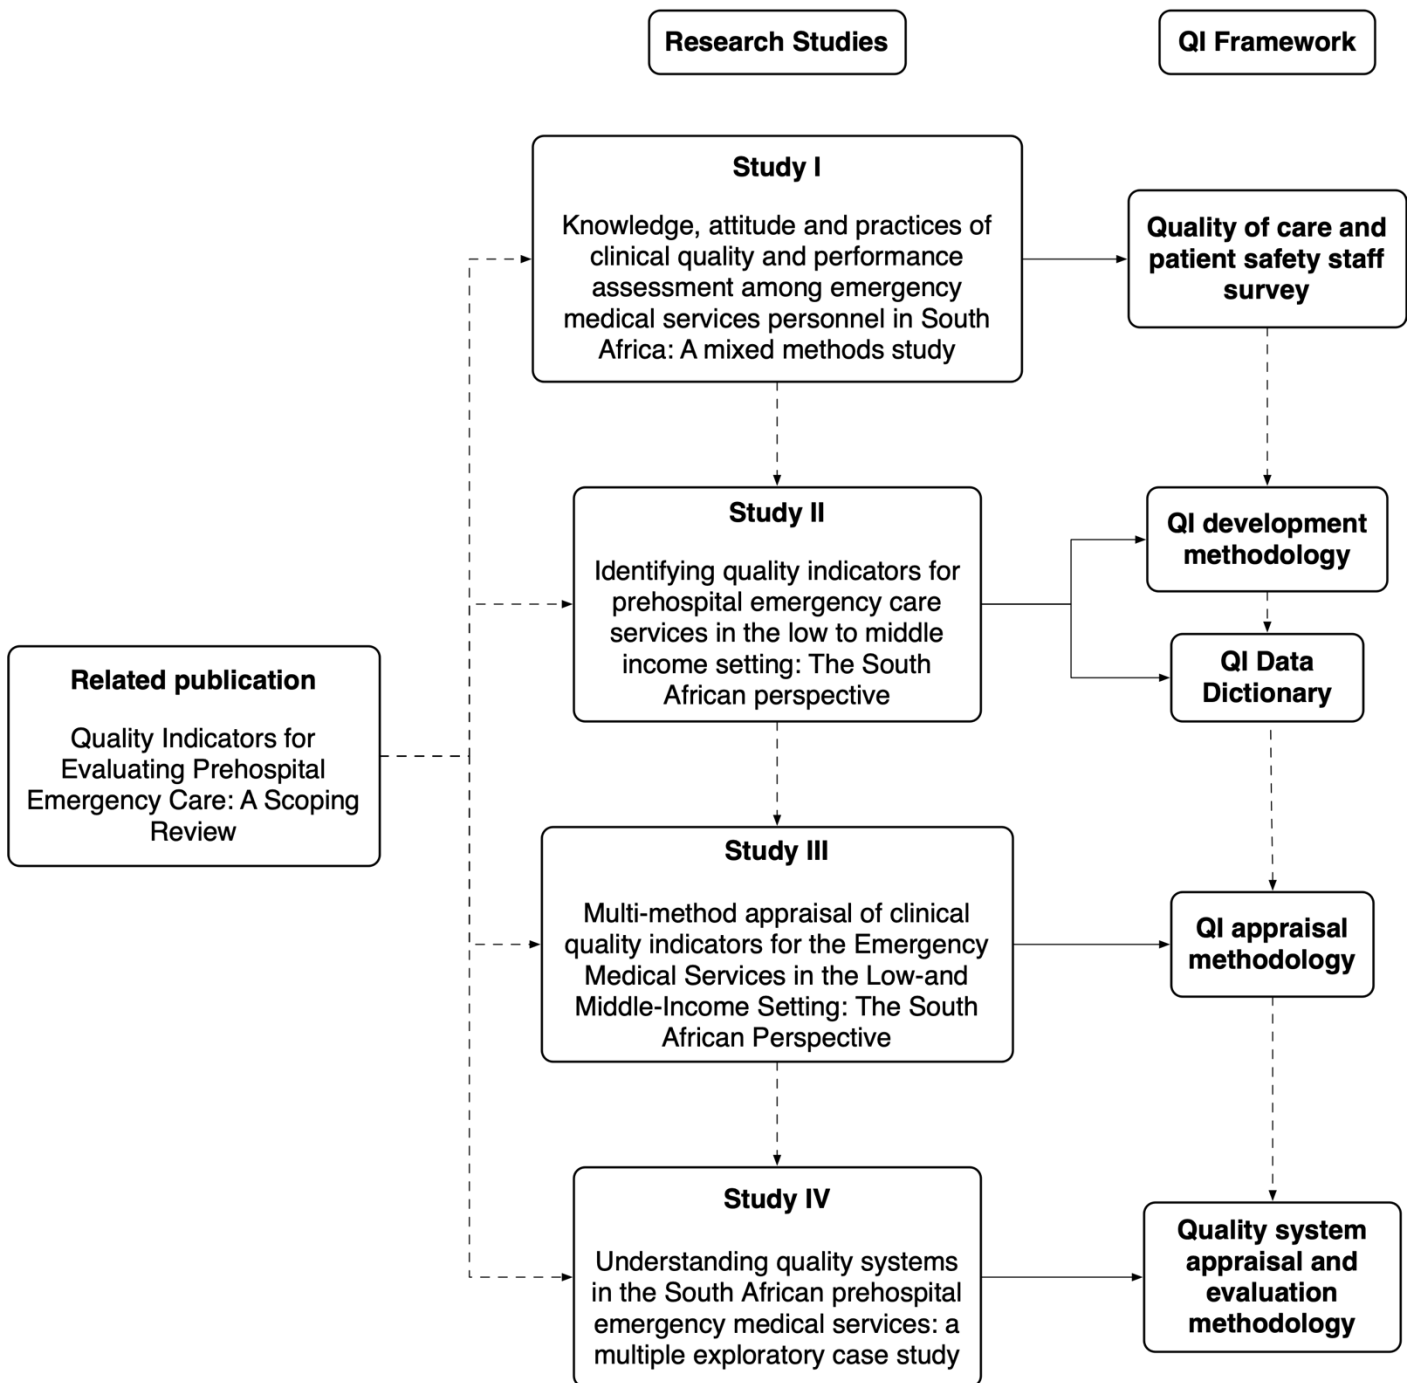 Research Studies
QI Framework
Study I
Knowledge, attitude and practices of
clinical quality and performance
assessment among emergency
medical services personnel in South
Africa: A mixed methods study
Quality of care and
patient safety staff
survey
Study II
Identifying quality indicators for
prehospital emergency care
services in the low to middle
income setting: The South
African perspective
QI development
methodology
QI Data
Dictionary
Related publication
Quality Indicators for
Evaluating Prehospital
Emergency Care: A Scoping
Review
Study III
Multi-method appraisal of clinical
quality indicators for the Emergency
Medical Services in the Low-and
Middle-Income Setting: The South
African Perspective
QI appraisal
methodology
Study IV
Understanding quality systems
in the South African prehospital
emergency medical services: a
multiple exploratory case study
Quality system
appraisal and
evaluation
methodology